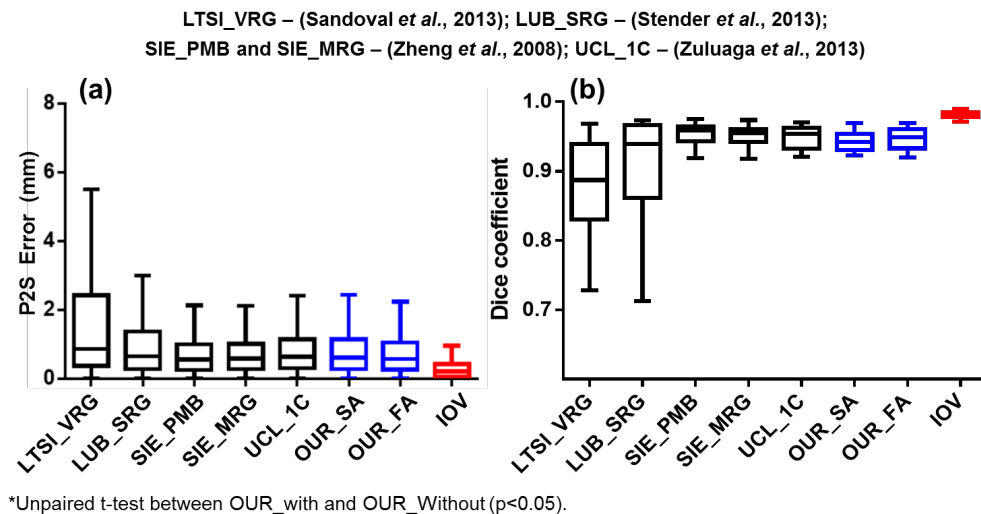 LTSI_VRG – (Sandoval et al., 2013); LUB_SRG – (Stender et al., 2013);
SIE_PMB and SIE_MRG – (Zheng et al., 2008); UCL_1C – (Zuluaga et al., 2013)
(a)
P2S Error (mm)
8
6
4
2
0
LTSI_VRG
LUB_SRG
SIE_PMB
SIE_MRG
UCL_1C
OUR_SA
OUR_FA
IOV
(b)
Dice coefficient
1.0
0.9
0.8
0.7
LTSI_VRG
LUB_SRG
SIE_PMB
SIE_MRG
UCL_1C
OUR_SA
OUR_FA
IOV
*Unpaired t-test between OUR_with and OUR_Without (p<0.05).